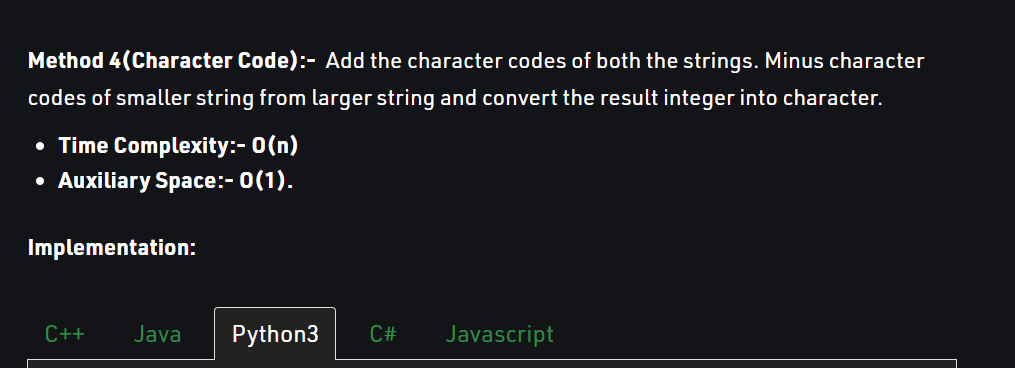 Method 4(Character Code):- Add the character codes of both the strings. Minus character
codes of smaller string from larger string and convert the result integer into character.
• Time Complexity:- O(n)
• Auxiliary Space:- O(1).
Implementation:
C++ Java Python3 C# Javascript